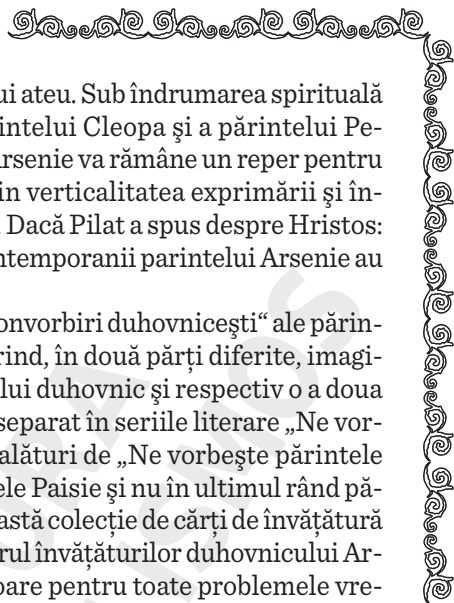 ui ateu. Sub îndrumarea spirituală
intelui Cleopa şi a părintelui Pe-
rsenie va rămâne un reper pentru
in verticalitatea exprimării şi în-
Dacă Pilat a spus despre Hristos:
ntemporanii parintelui Arsenie au
onvorbiri duhovniceşti“ ale părin-
rind, în două părţi diferite, imagi-
lui duhovnic şi respectiv o a doua
separat în seriile literare „Ne vor-
alături de „Ne vorbeşte părintele
ele Paisie şi nu în ultimul rând pă-
astă colecţie de cărţi de învăţătură
rul învăţăturilor duhovnicului Ar-
oare pentru toate problemele vre-